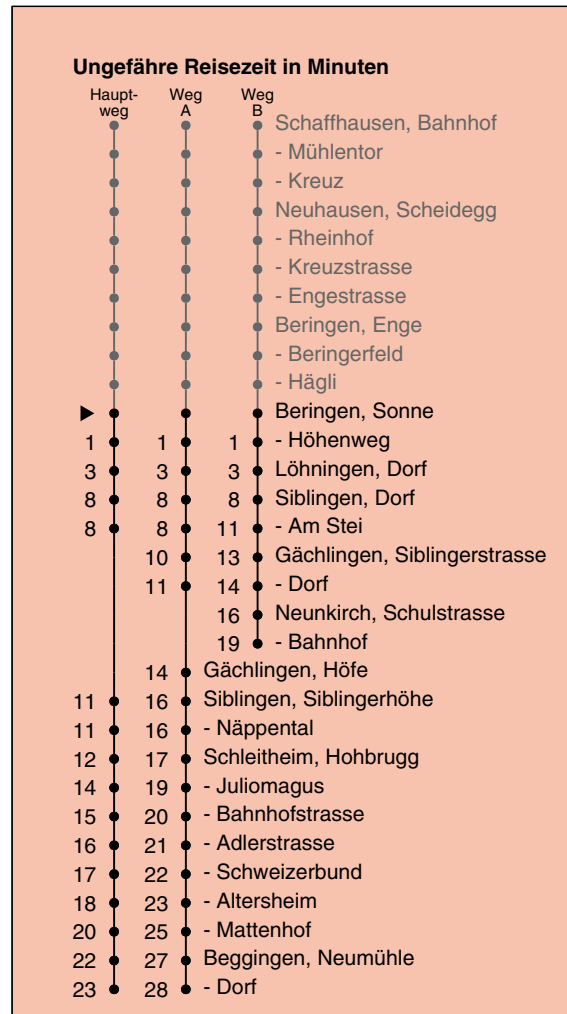 Ungefähre Reisezeit in Minuten
Haupt- Weg Weg
weg A B
Schaffhausen, Bahnhof
- Mühlentor
- Kreuz
Neuhausen, Scheidegg
- Rheinhof
- Kreuzstrasse
- Engestrasse
Beringen, Enge
- Beringerfeld
- Hägli
Beringen, Sonne
1 1 1 - Höhenweg
3 3 3 Löhningen, Dorf
8 8 8 Siblingen, Dorf
8 8 11 - Am Stei
10 13 Gächlingen, Siblingerstrasse
11 14 - Dorf
16 Neunkirch, Schulstrasse
19 - Bahnhof
14 Gächlingen, Höfe
11 16 Siblingen, Siblingerhöhe
11 16 - Näppental
12 17 Schleitheim, Hohbrugg
14 19 - Juliomagus
15 20 - Bahnhofstrasse
16 21 - Adlerstrasse
17 22 - Schweizerbund
18 23 - Altersheim
20 25 - Mattenhof
22 27 Beggingen, Neumühle
23 28 - Dorf